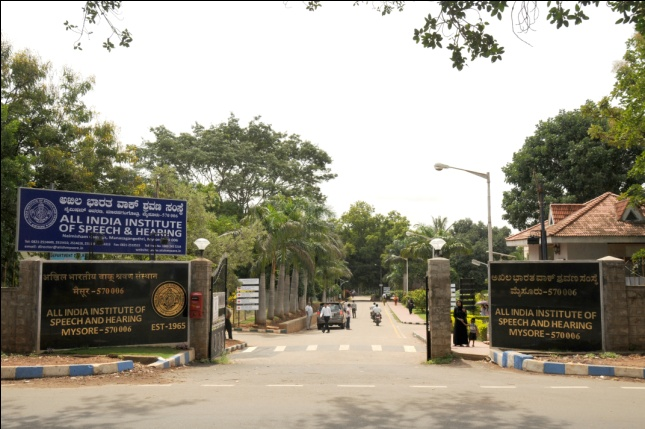 ಅಖಿಲ ಭಾರತ ವಾಕ್ ಶ್ರವಣ ಸಂಸ್ಥೆ
ALL INDIA INSTITUTE
OF SPEECH & HEARING
अखिल भारतीय वाक् श्रवण संस्थान
मैसूर-570006
ALL INDIA INSTITUTE OF
SPEECH AND HEARING
MYSORE-570006
EST-1965
ಅಖಿಲ ಭಾರತ ವಾಕ್ ಶ್ರವಣ ಸಂಸ್ಥೆ
ಮೈಸೂರು-570006
ALL INDIA INSTITUTE OF
SPEECH AND HEARING
MYSORE-570006